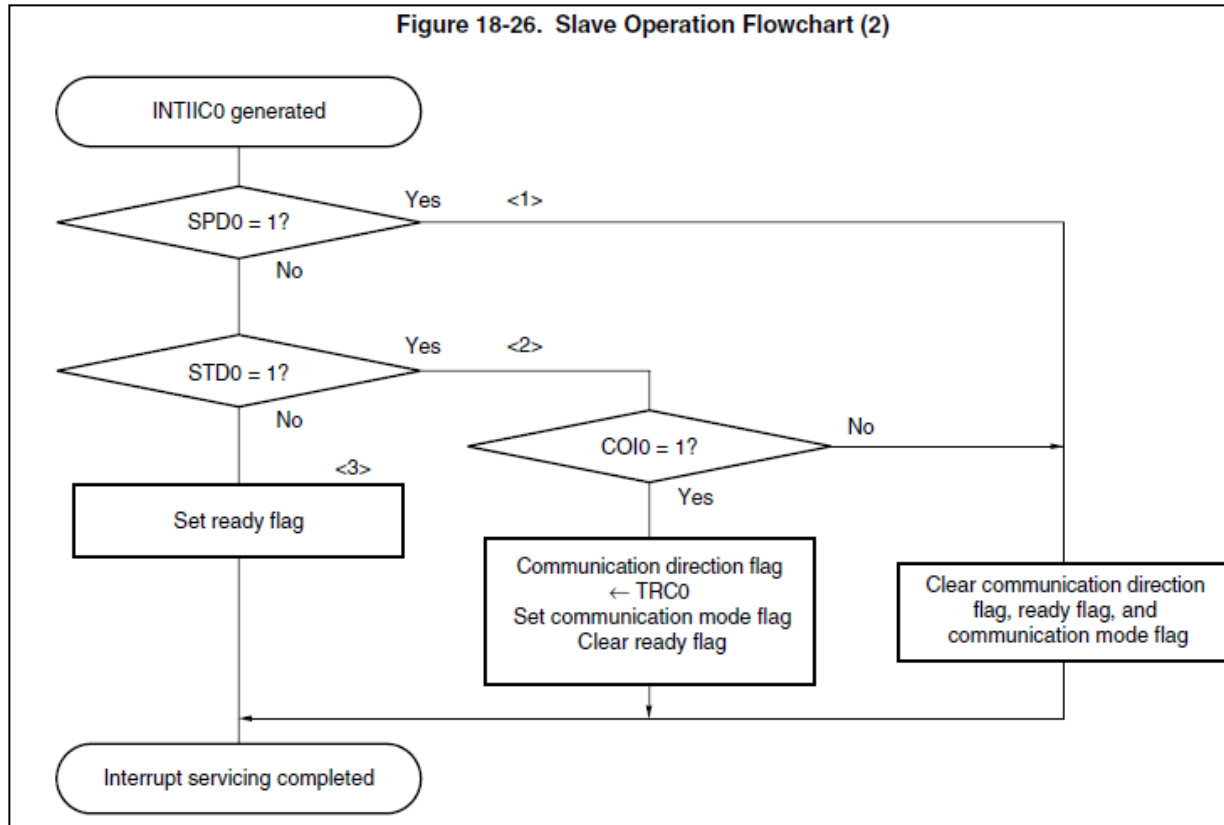 Figure 18-26. Slave Operation Flowchart (2)
INTIIC0 generated
SPD0 = 1?
Yes
<1>
No
STD0 = 1?
Yes
<2>
No
COI0 = 1?
No
Yes
<3>
Set ready flag
Communication direction flag
← TRC0
Set communication mode flag
Clear ready flag
Clear communication direction
flag, ready flag, and
communication mode flag
Interrupt servicing completed